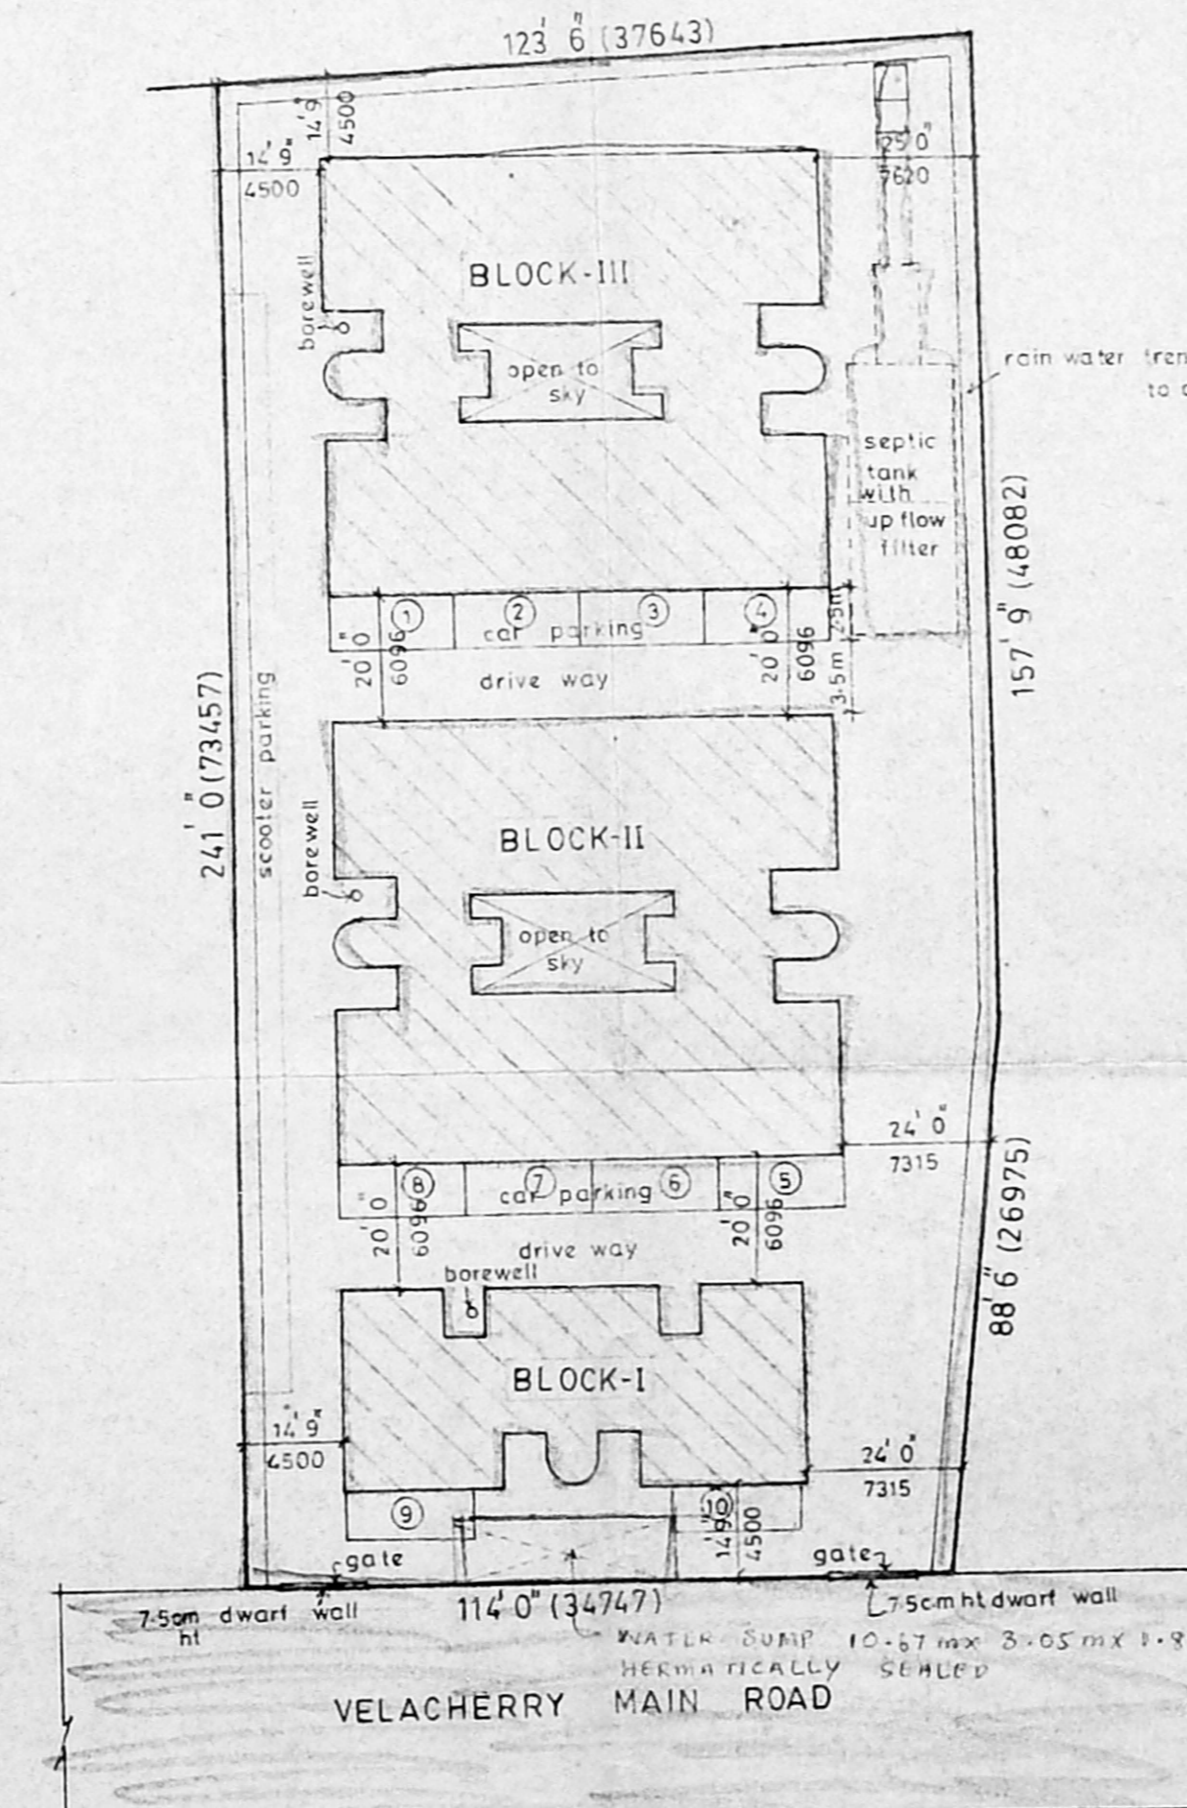 123' 6" (37643)
14' 9"
4500
14' 9"
4500
25' 0"
7620
BLOCK-III
borewell
open to
sky
rain water
to
septic
tank
with
up flow
filter
157' 9" (48082)
1
2
3
4
car parking
20' 0"
6096
20' 0"
6096
2·5m
3·5m
drive way
241' 0" (73457)
scooter parking
BLOCK-II
borewell
open to
sky
24' 0"
7315
8
7
6
5
car parking
20' 0"
6096
20' 0"
6096
drive way
88' 6" (26975)
borewell
BLOCK-I
14' 9"
4500
24' 0"
7315
9
10
14' 9"
4500
gate
gate
7·5cm dwarf wall
ht
114' 0" (34747)
7·5cm ht dwarf wall
WATER SUMP 10·67 mx 3·05 mx
HERMATICALLY SEALED
VELACHERRY MAIN ROAD